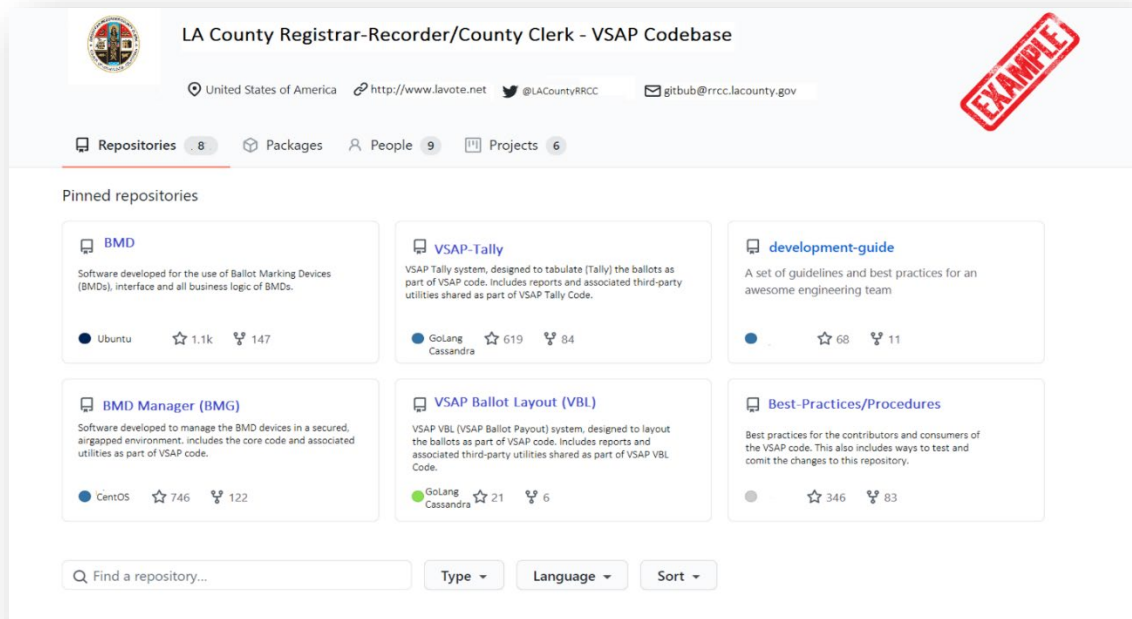 LA County Registrar-Recorder/County Clerk - VSAP Codebase
EXAMPLE
United States of America http://www.lavote.net @LACountyRRCC gitbub@rrcc.lacounty.gov
Repositories 8 Packages People 9 Projects 6
Pinned repositories
BMD
Software developed for the use of Ballot Marking Devices
(BMDs), interface and all business logic of BMDs.
Ubuntu 1.1k 147
VSAP-Tally
VSAP Tally system, designed to tabulate (Tally) the ballots as
part of VSAP code. Includes reports and associated third-party
utilities shared as part of VSAP Tally Code.
GoLang
Cassandra 619 84
development-guide
A set of guidelines and best practices for an
awesome engineering team
68 11
BMD Manager (BMG)
Software developed to manage the BMD devices in a secured,
airgapped environment. includes the core code and associated
utilities as part of VSAP code.
CentOS 746 122
VSAP Ballot Layout (VBL)
VSAP VBL (VSAP Ballot Payout) system, designed to layout
the ballots as part of VSAP code. Includes reports and
associated third-party utilities shared as part of VSAP VBL
Code.
GoLang
Cassandra 21 6
Best-Practices/Procedures
Best practices for the contributors and consumers of
the VSAP code. This also includes ways to test and
comit the changes to this repository.
346 83
Find a repository...
Type Language Sort